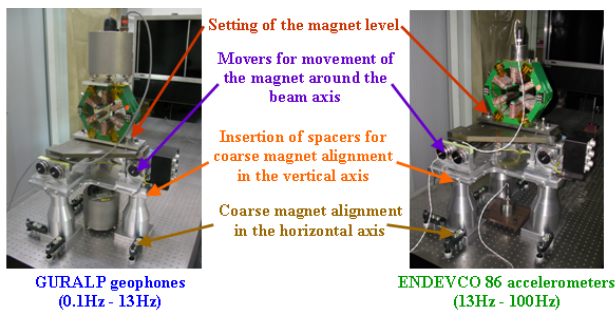 Setting of the magnet level
Movers for movement of
the magnet around the
beam axis
Insertion of spacers for
coarse magnet alignment
in the vertical axis
Coarse magnet alignment
in the horizontal axis
GURALP geophones
(0.1Hz - 13Hz)
ENDEVCO 86 accelerometers
(13Hz - 100Hz)